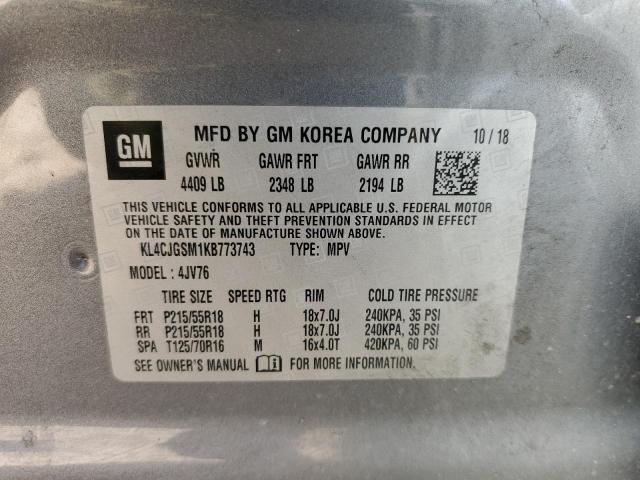 GM
MFD BY GM KOREA COMPANY 10/18
GVWR GAWR FRT GAWR RR
4409 LB 2348 LB 2194 LB
THIS VEHICLE CONFORMS TO ALL APPLICABLE U.S. FEDERAL MOTOR
VEHICLE SAFETY AND THEFT PREVENTION STANDARDS IN EFFECT
ON THE DATE OF MANUFACTURE SHOWN ABOVE.
KL4CJGSM1KB773743 TYPE: MPV
MODEL: 4JV76
TIRE SIZE SPEED RTG RIM COLD TIRE PRESSURE
FRT P215/55R18 H 18x7.0J 240KPA, 35 PSI
RR P215/55R18 H 18x7.0J 240KPA, 35 PSI
SPA T125/70R16 M 16x4.0T 420KPA, 60 PSI
SEE OWNER'S MANUAL FOR MORE INFORMATION.